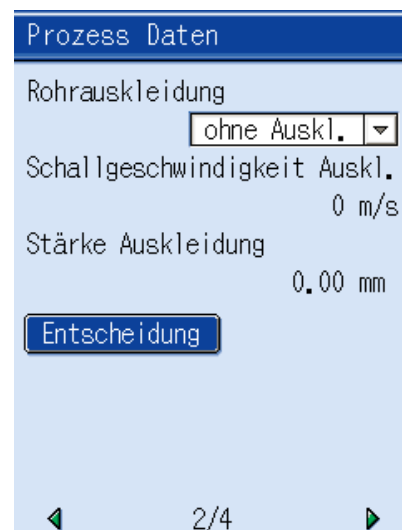 Prozess Daten
Rohrauskleidung
ohne Auskl.
Schallgeschwindigkeit Auskl.
0 m/s
Stärke Auskleidung
0.00 mm
Entscheidung
2/4